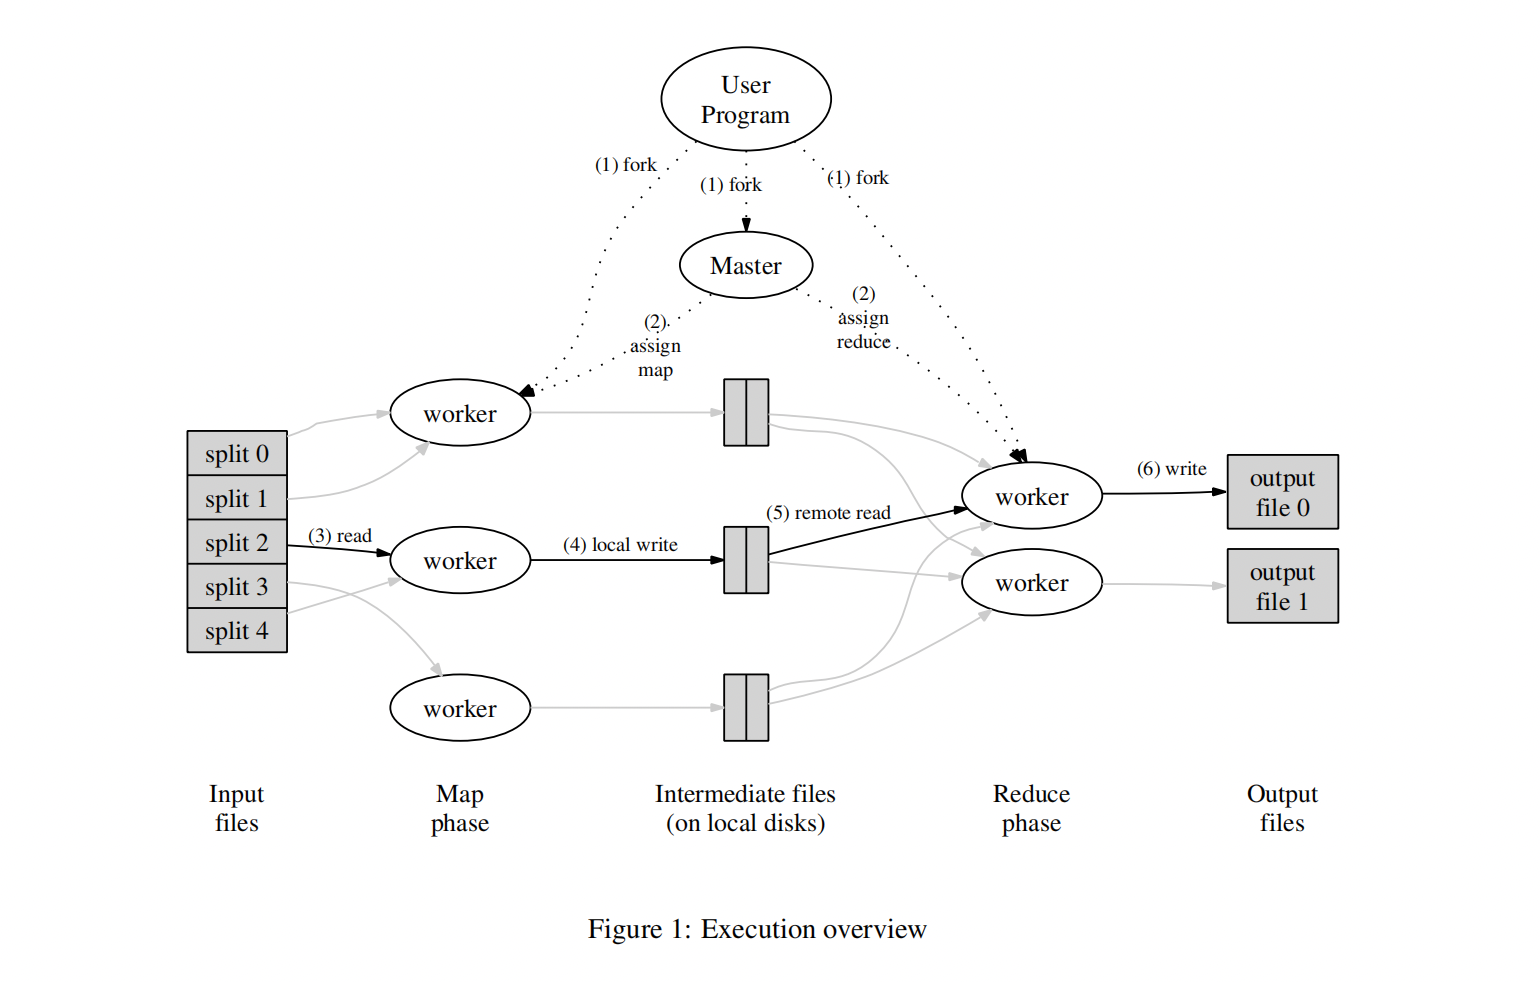 User
Program
(1) fork
(1) fork
(1) fork
Master
(2)
assign
map
(2)
assign
reduce
worker
split 0
split 1
split 2
split 3
split 4
(3) read
worker
(4) local write
worker
(5) remote read
worker
worker
(6) write
output
file 0
output
file 1
Input
files
Map
phase
Intermediate files
(on local disks)
Reduce
phase
Output
files
Figure 1: Execution overview